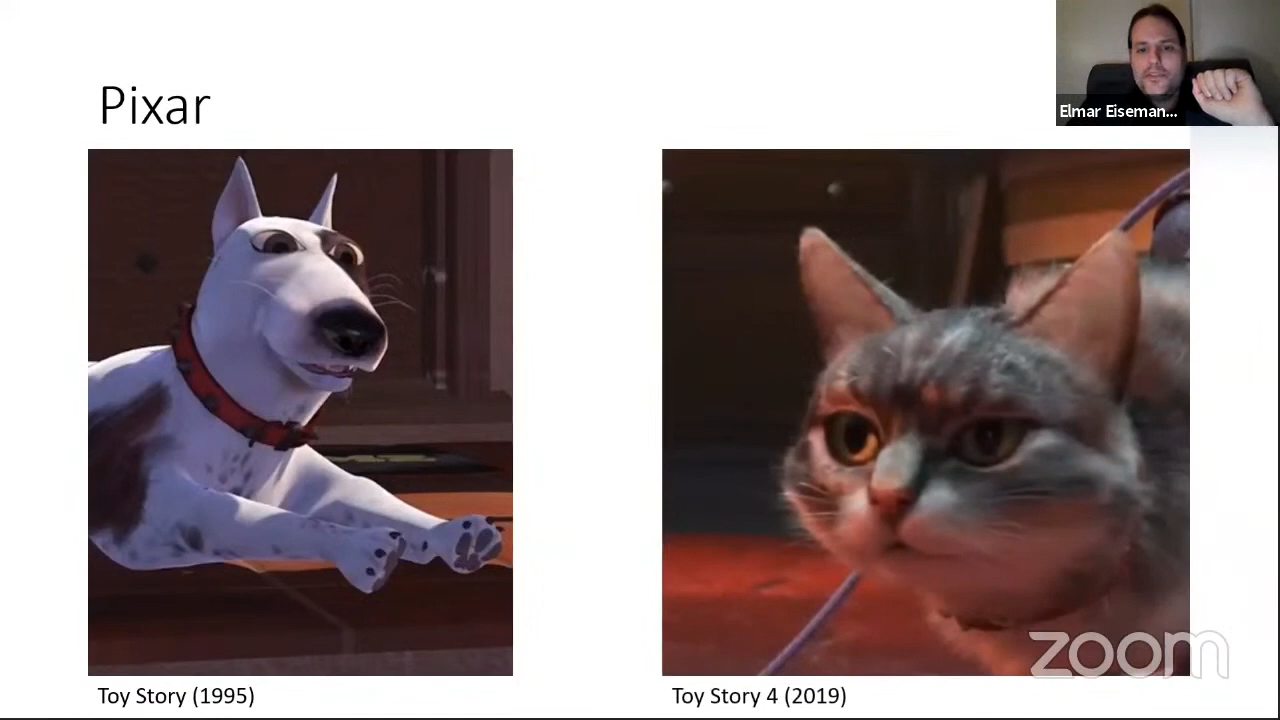 Pixar
Elmar Eiseman...
Toy Story (1995)
Toy Story 4 (2019)
zoom